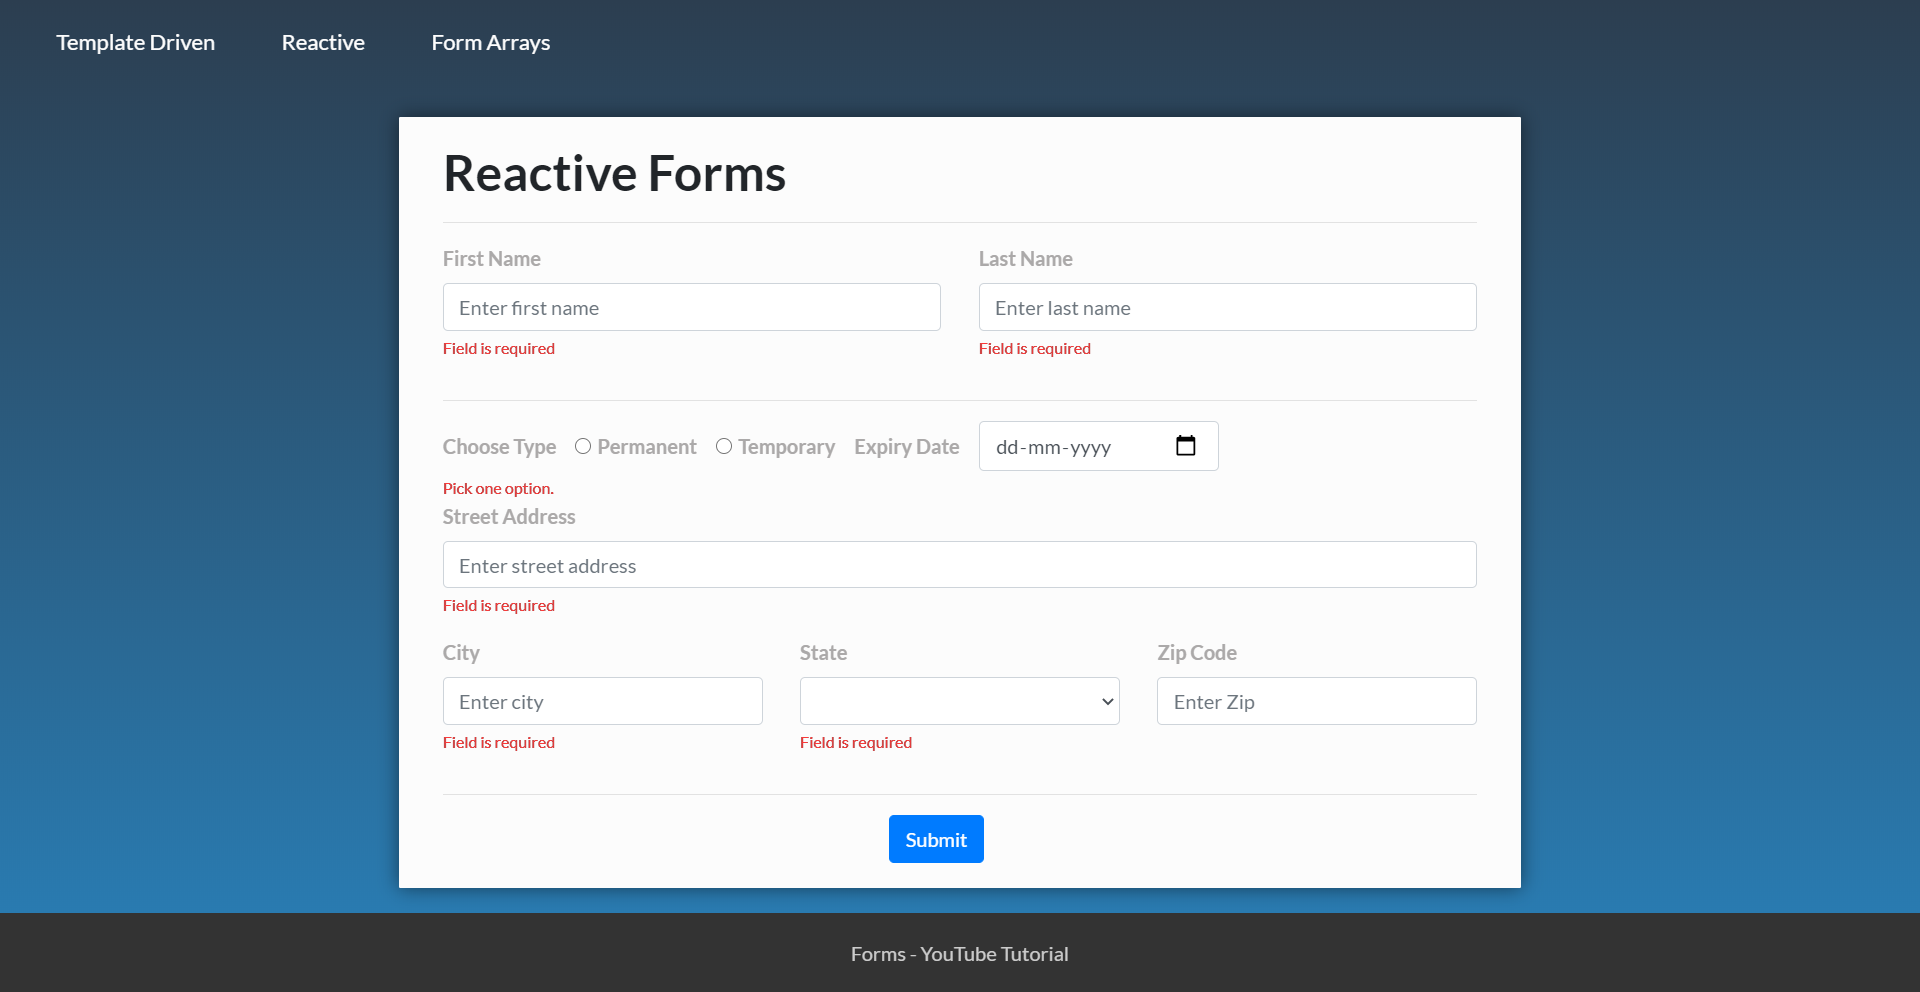 Template Driven Reactive Form Arrays
Reactive Forms
First Name Last Name
Enter first name Enter last name
Field is required Field is required
Choose Type Permanent Temporary Expiry Date dd-mm-yyyy
Pick one option.
Street Address
Enter street address
Field is required
City State Zip Code
Enter city Enter Zip
Field is required Field is required
Submit
Forms - YouTube Tutorial